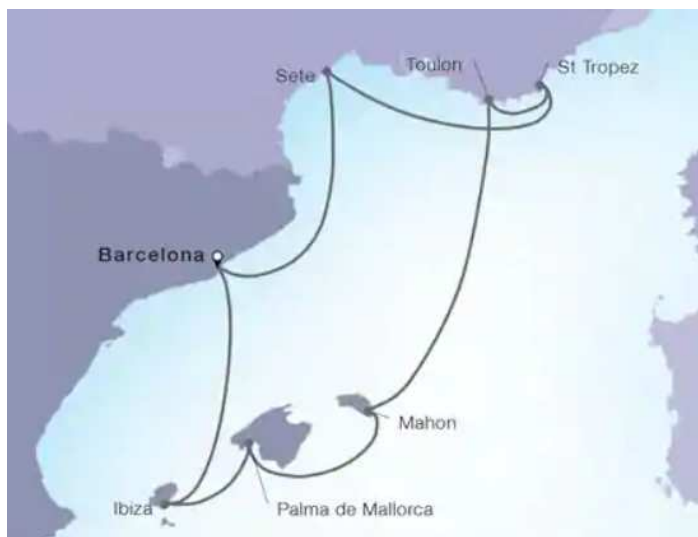 Toulon
St Tropez
Sete
Barcelona
Mahon
Ibiza
Palma de Mallorca